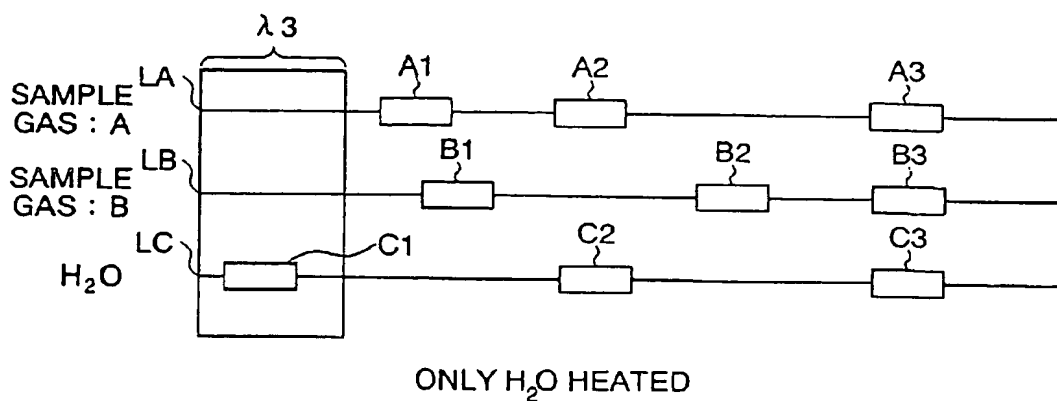 λ3
LA
A1
A2
A3
SAMPLE
GAS : A
LB
B1
B2
B3
SAMPLE
GAS : B
LC
C1
C2
C3
H₂O
ONLY H₂O HEATED